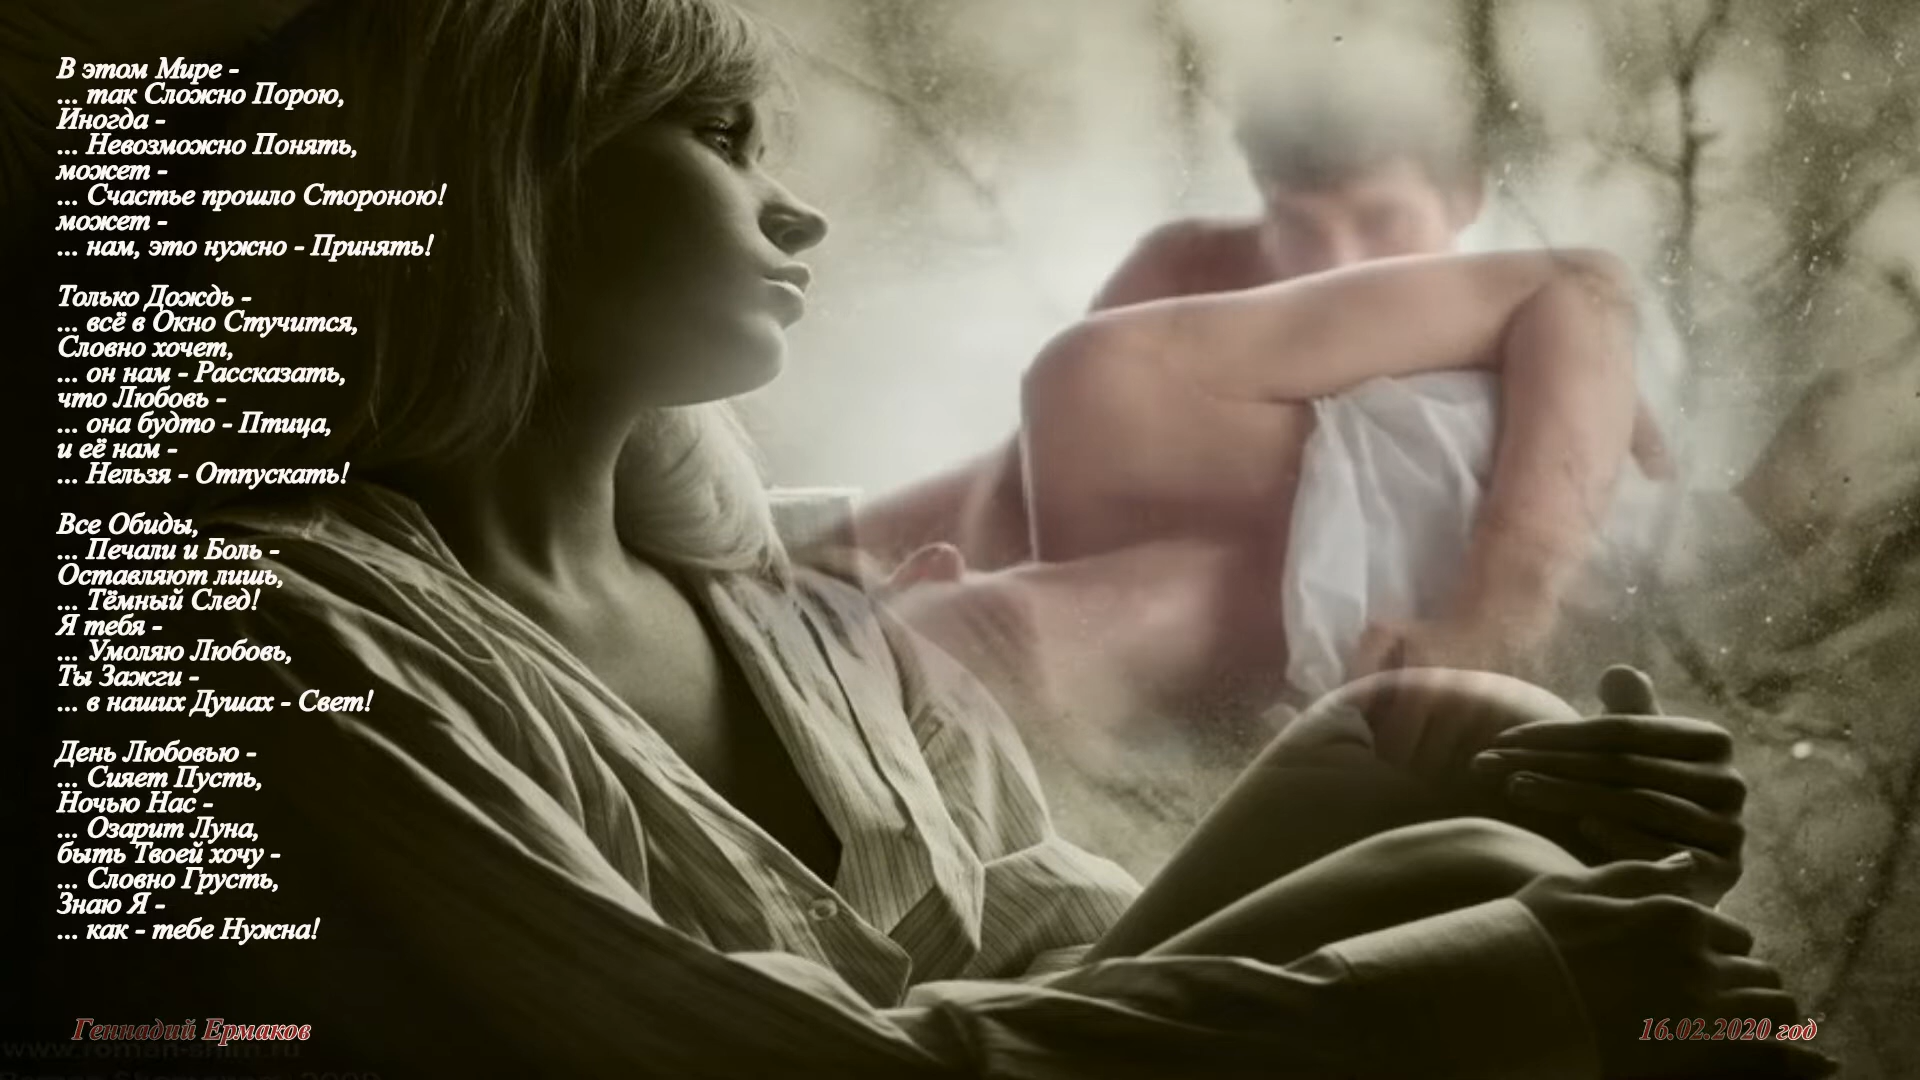 В этом Мире -
... так Сложно Порою,
Иногда -
... Невозможно Понять,
может -
... Счастье прошло Стороною!
может -
... нам, это нужно - Принять!
Только Дождь -
... всё в Окно Стучится,
Словно хочет,
... он нам - Рассказать,
что Любовь -
... она будто - Птица,
и её нам -
... Нельзя - Отпускать!
Все Обиды,
... Печали и Боль -
Оставляют лишь,
... Тёмный След!
Я тебя -
... Умоляю Любовь,
Ты Зажги -
... в наших Душах - Свет!
День Любовью -
... Сияет Пусть,
Ночью Нас -
... Озарит Луна,
быть Твоей хочу -
... Словно Грусть,
Знаю Я -
... как - тебе Нужна!
Геннадий Ермаков
16.02.2020 год